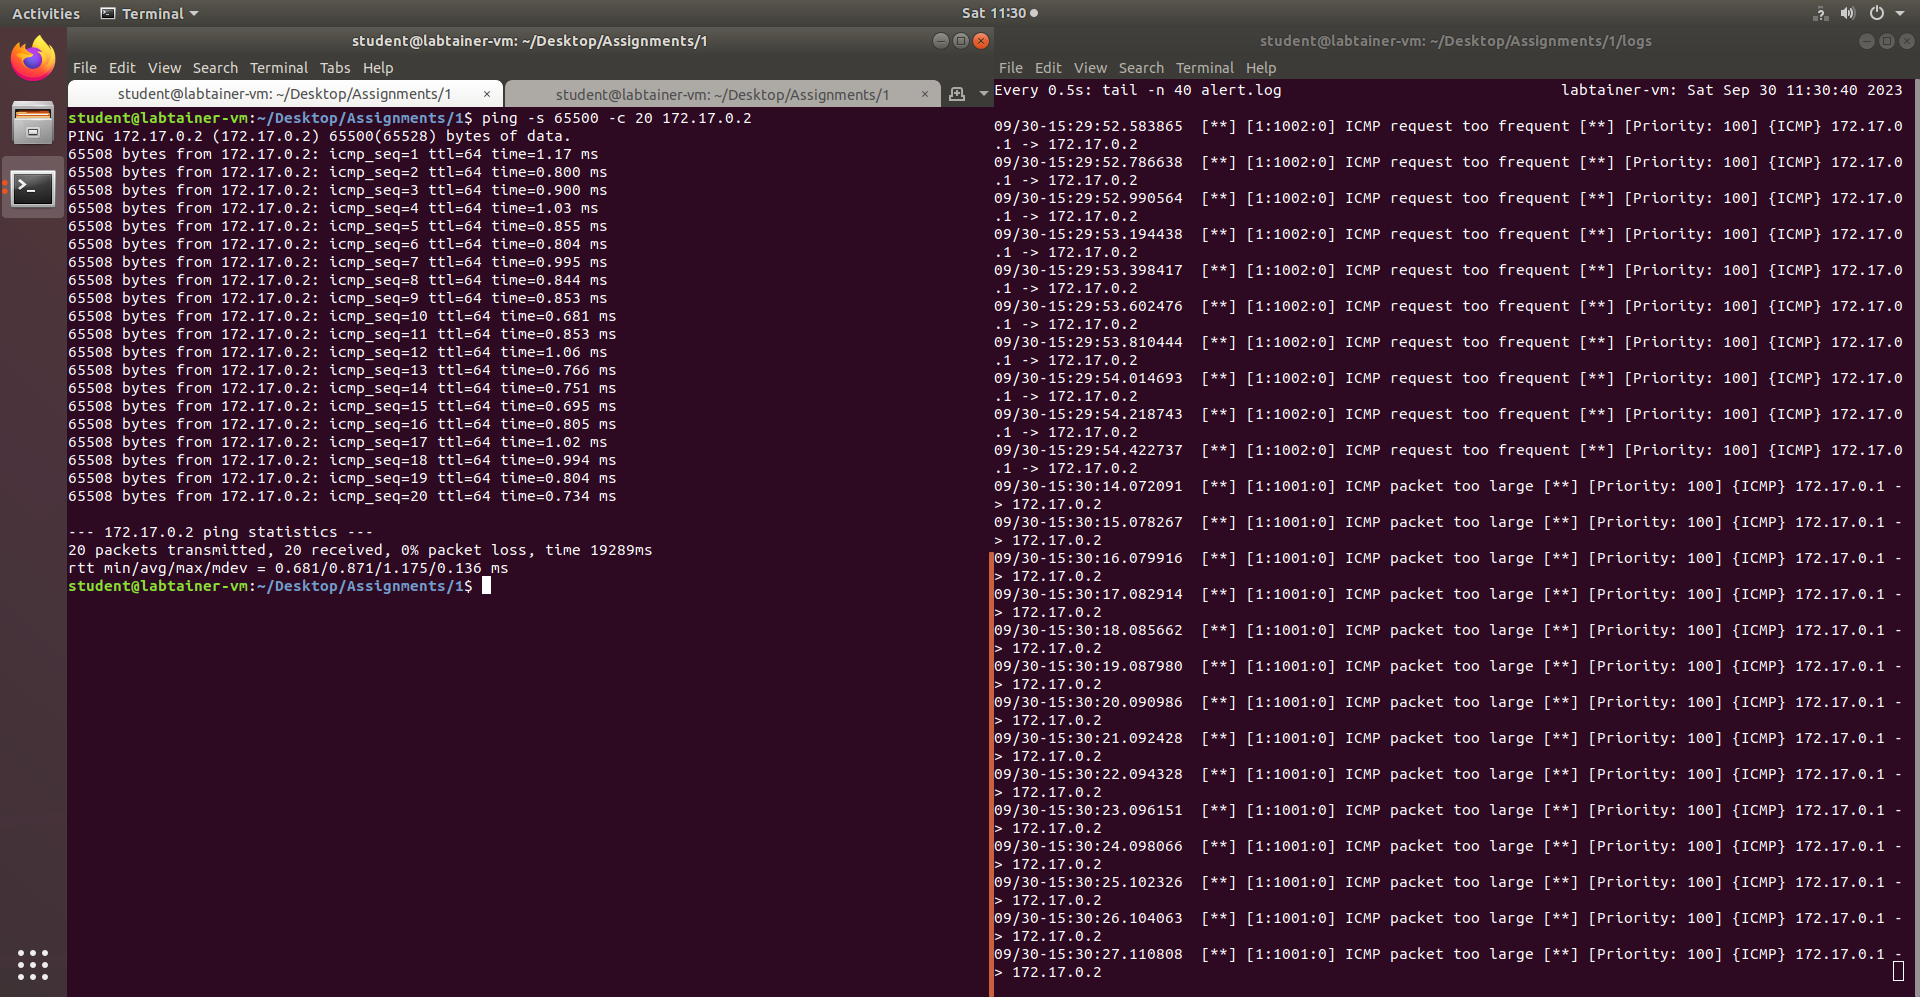 Activities Terminal Sat 11:30
student@labtainer-vm: ~/Desktop/Assignments/1
File Edit View Search Terminal Tabs Help
student@labtainer-vm: ~/Desktop/Assignments/1 × student@labtainer-vm: ~/Desktop/Assignments/1 ×
student@labtainer-vm:~/Desktop/Assignments/1$ ping -s 65500 -c 20 172.17.0.2
PING 172.17.0.2 (172.17.0.2) 65500(65528) bytes of data.
65508 bytes from 172.17.0.2: icmp_seq=1 ttl=64 time=1.17 ms
65508 bytes from 172.17.0.2: icmp_seq=2 ttl=64 time=0.800 ms
65508 bytes from 172.17.0.2: icmp_seq=3 ttl=64 time=0.900 ms
65508 bytes from 172.17.0.2: icmp_seq=4 ttl=64 time=1.03 ms
65508 bytes from 172.17.0.2: icmp_seq=5 ttl=64 time=0.855 ms
65508 bytes from 172.17.0.2: icmp_seq=6 ttl=64 time=0.804 ms
65508 bytes from 172.17.0.2: icmp_seq=7 ttl=64 time=0.995 ms
65508 bytes from 172.17.0.2: icmp_seq=8 ttl=64 time=0.844 ms
65508 bytes from 172.17.0.2: icmp_seq=9 ttl=64 time=0.853 ms
65508 bytes from 172.17.0.2: icmp_seq=10 ttl=64 time=0.681 ms
65508 bytes from 172.17.0.2: icmp_seq=11 ttl=64 time=0.853 ms
65508 bytes from 172.17.0.2: icmp_seq=12 ttl=64 time=1.06 ms
65508 bytes from 172.17.0.2: icmp_seq=13 ttl=64 time=0.766 ms
65508 bytes from 172.17.0.2: icmp_seq=14 ttl=64 time=0.751 ms
65508 bytes from 172.17.0.2: icmp_seq=15 ttl=64 time=0.695 ms
65508 bytes from 172.17.0.2: icmp_seq=16 ttl=64 time=0.805 ms
65508 bytes from 172.17.0.2: icmp_seq=17 ttl=64 time=1.02 ms
65508 bytes from 172.17.0.2: icmp_seq=18 ttl=64 time=0.994 ms
65508 bytes from 172.17.0.2: icmp_seq=19 ttl=64 time=0.804 ms
65508 bytes from 172.17.0.2: icmp_seq=20 ttl=64 time=0.734 ms
--- 172.17.0.2 ping statistics ---
20 packets transmitted, 20 received, 0% packet loss, time 19289ms
rtt min/avg/max/mdev = 0.681/0.871/1.175/0.136 ms
student@labtainer-vm:~/Desktop/Assignments/1$
student@labtainer-vm: ~/Desktop/Assignments/1/logs
File Edit View Search Terminal Help
Every 0.5s: tail -n 40 alert.log labtainer-vm: Sat Sep 30 11:30:40 2023
09/30-15:29:52.583865 [**] [1:1002:0] ICMP request too frequent [**] [Priority: 100] {ICMP} 172.17.0
.1 -> 172.17.0.2
09/30-15:29:52.786638 [**] [1:1002:0] ICMP request too frequent [**] [Priority: 100] {ICMP} 172.17.0
.1 -> 172.17.0.2
09/30-15:29:52.990564 [**] [1:1002:0] ICMP request too frequent [**] [Priority: 100] {ICMP} 172.17.0
.1 -> 172.17.0.2
09/30-15:29:53.194438 [**] [1:1002:0] ICMP request too frequent [**] [Priority: 100] {ICMP} 172.17.0
.1 -> 172.17.0.2
09/30-15:29:53.398417 [**] [1:1002:0] ICMP request too frequent [**] [Priority: 100] {ICMP} 172.17.0
.1 -> 172.17.0.2
09/30-15:29:53.602476 [**] [1:1002:0] ICMP request too frequent [**] [Priority: 100] {ICMP} 172.17.0
.1 -> 172.17.0.2
09/30-15:29:53.810444 [**] [1:1002:0] ICMP request too frequent [**] [Priority: 100] {ICMP} 172.17.0
.1 -> 172.17.0.2
09/30-15:29:54.014693 [**] [1:1002:0] ICMP request too frequent [**] [Priority: 100] {ICMP} 172.17.0
.1 -> 172.17.0.2
09/30-15:29:54.218743 [**] [1:1002:0] ICMP request too frequent [**] [Priority: 100] {ICMP} 172.17.0
.1 -> 172.17.0.2
09/30-15:29:54.422737 [**] [1:1002:0] ICMP request too frequent [**] [Priority: 100] {ICMP} 172.17.0
.1 -> 172.17.0.2
09/30-15:30:14.072091 [**] [1:1001:0] ICMP packet too large [**] [Priority: 100] {ICMP} 172.17.0.1 -
> 172.17.0.2
09/30-15:30:15.078267 [**] [1:1001:0] ICMP packet too large [**] [Priority: 100] {ICMP} 172.17.0.1 -
> 172.17.0.2
09/30-15:30:16.079916 [**] [1:1001:0] ICMP packet too large [**] [Priority: 100] {ICMP} 172.17.0.1 -
> 172.17.0.2
09/30-15:30:17.082914 [**] [1:1001:0] ICMP packet too large [**] [Priority: 100] {ICMP} 172.17.0.1 -
> 172.17.0.2
09/30-15:30:18.085662 [**] [1:1001:0] ICMP packet too large [**] [Priority: 100] {ICMP} 172.17.0.1 -
> 172.17.0.2
09/30-15:30:19.087980 [**] [1:1001:0] ICMP packet too large [**] [Priority: 100] {ICMP} 172.17.0.1 -
> 172.17.0.2
09/30-15:30:20.090986 [**] [1:1001:0] ICMP packet too large [**] [Priority: 100] {ICMP} 172.17.0.1 -
> 172.17.0.2
09/30-15:30:21.092428 [**] [1:1001:0] ICMP packet too large [**] [Priority: 100] {ICMP} 172.17.0.1 -
> 172.17.0.2
09/30-15:30:22.094328 [**] [1:1001:0] ICMP packet too large [**] [Priority: 100] {ICMP} 172.17.0.1 -
> 172.17.0.2
09/30-15:30:23.096151 [**] [1:1001:0] ICMP packet too large [**] [Priority: 100] {ICMP} 172.17.0.1 -
> 172.17.0.2
09/30-15:30:24.098066 [**] [1:1001:0] ICMP packet too large [**] [Priority: 100] {ICMP} 172.17.0.1 -
> 172.17.0.2
09/30-15:30:25.102326 [**] [1:1001:0] ICMP packet too large [**] [Priority: 100] {ICMP} 172.17.0.1 -
> 172.17.0.2
09/30-15:30:26.104063 [**] [1:1001:0] ICMP packet too large [**] [Priority: 100] {ICMP} 172.17.0.1 -
> 172.17.0.2
09/30-15:30:27.110808 [**] [1:1001:0] ICMP packet too large [**] [Priority: 100] {ICMP} 172.17.0.1 -
> 172.17.0.2